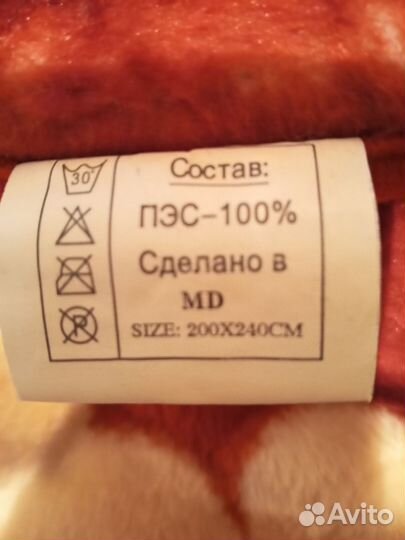 30°
Состав:
ПЭС-100%
Сделано в
MD
SIZE: 200X240CM
P
Avito